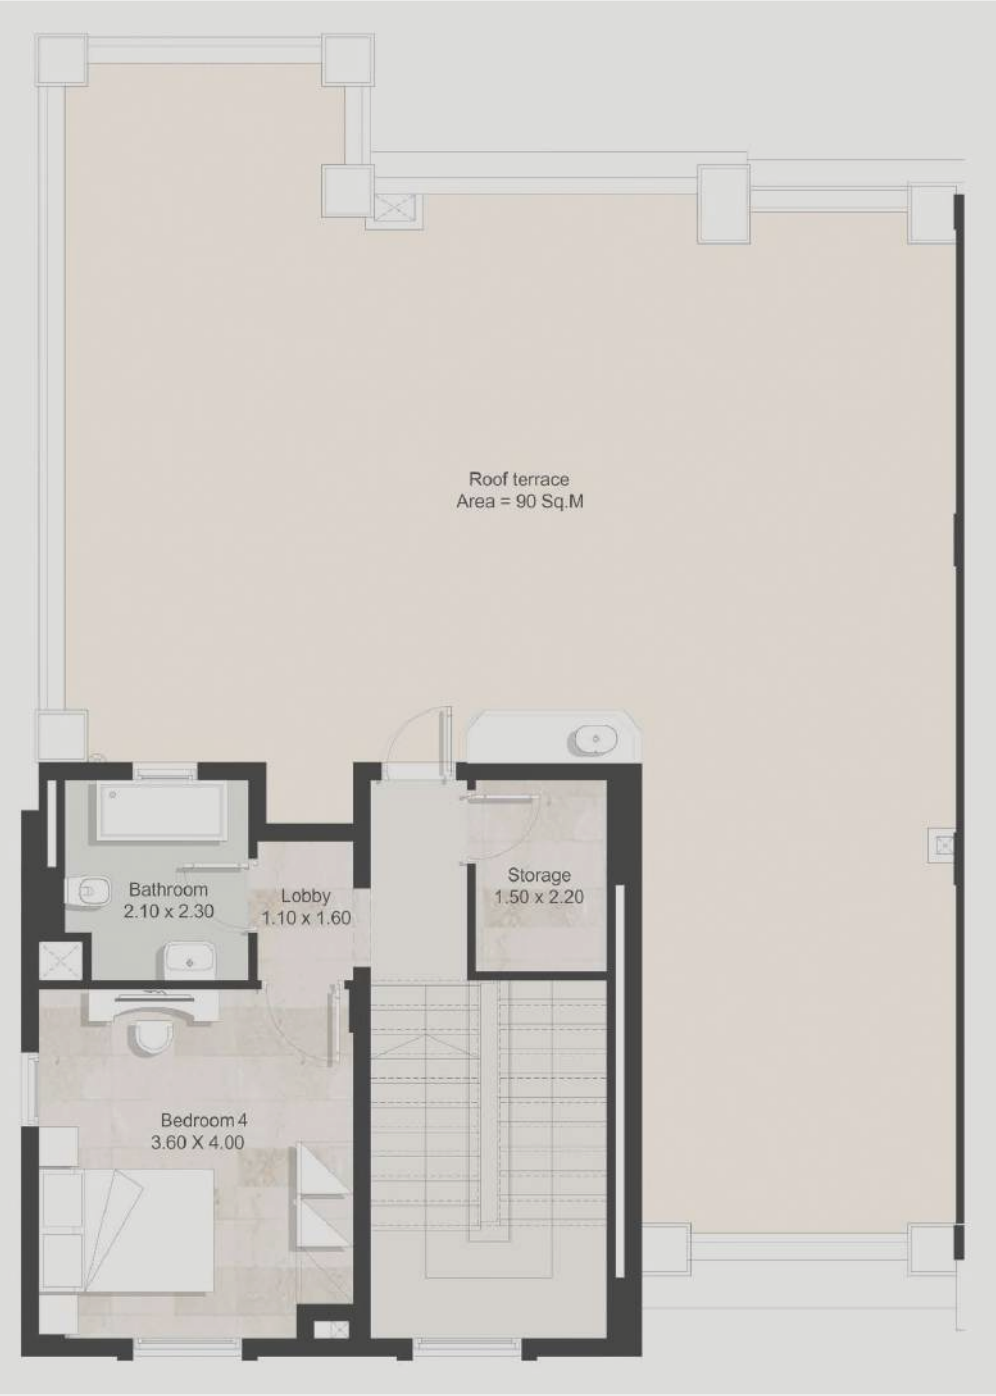 Roof terrace
Area = 90 Sq.M
Bathroom
2.10 x 2.30
Lobby
1.10 x 1.60
Storage
1.50 x 2.20
Bedroom 4
3.60 X 4.00